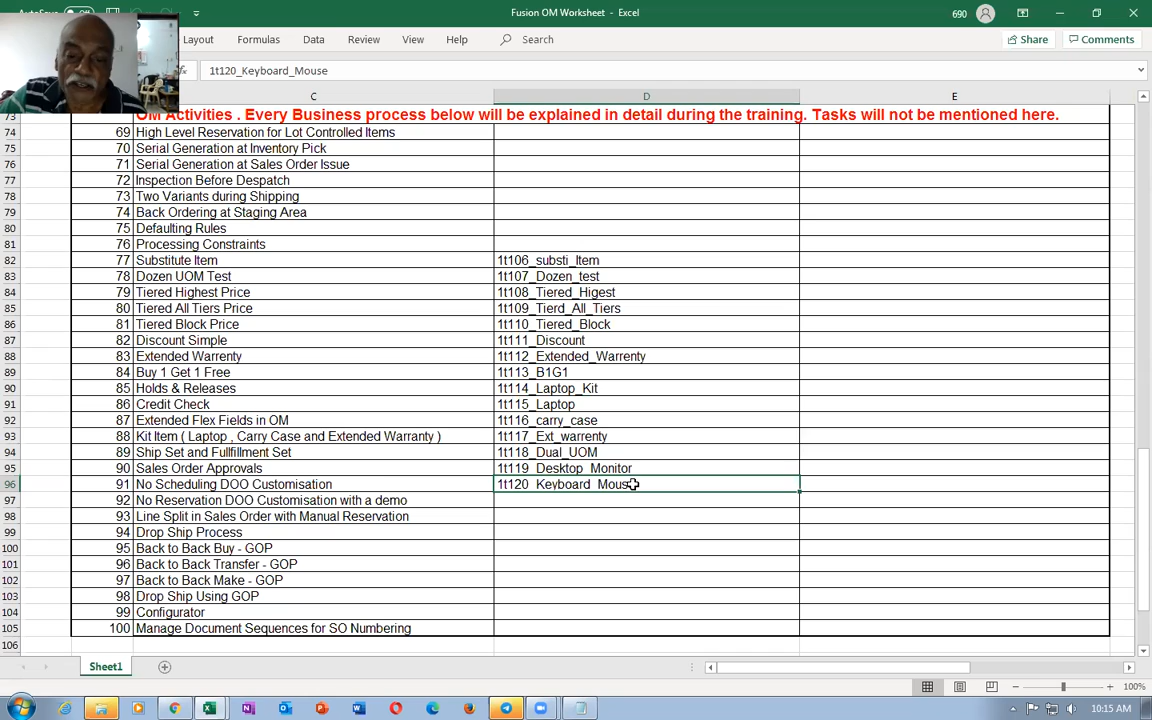 Fusion OM Worksheet - Excel
690
Layout Formulas Data Review View Help Search Share Comments
1t120_Keyboard_Mouse
C D E
73 OM Activities . Every Business process below will be explained in detail during the training. Tasks will not be mentioned here.
74 69 High Level Reservation for Lot Controlled Items
75 70 Serial Generation at Inventory Pick
76 71 Serial Generation at Sales Order Issue
77 72 Inspection Before Despatch
78 73 Two Variants during Shipping
79 74 Back Ordering at Staging Area
80 75 Defaulting Rules
81 76 Processing Constraints
82 77 Substitute Item 1t106_substi_Item
83 78 Dozen UOM Test 1t107_Dozen_test
84 79 Tiered Highest Price 1t108_Tiered_Higest
85 80 Tiered All Tiers Price 1t109_Tierd_All_Tiers
86 81 Tiered Block Price 1t110_Tiered_Block
87 82 Discount Simple 1t111_Discount
88 83 Extended Warrenty 1t112_Extended_Warrenty
89 84 Buy 1 Get 1 Free 1t113_B1G1
90 85 Holds & Releases 1t114_Laptop_Kit
91 86 Credit Check 1t115_Laptop
92 87 Extended Flex Fields in OM 1t116_carry_case
93 88 Kit Item ( Laptop , Carry Case and Extended Warranty ) 1t117_Ext_warrenty
94 89 Ship Set and Fullfillment Set 1t118_Dual_UOM
95 90 Sales Order Approvals 1t119_Desktop_Monitor
96 91 No Scheduling DOO Customisation 1t120_Keyboard_Mouse
97 92 No Reservation DOO Customisation with a demo
98 93 Line Split in Sales Order with Manual Reservation
99 94 Drop Ship Process
100 95 Back to Back Buy - GOP
101 96 Back to Back Transfer - GOP
102 97 Back to Back Make - GOP
103 98 Drop Ship Using GOP
104 99 Configurator
105 100 Manage Document Sequences for SO Numbering
106
Sheet1
100%
10:15 AM